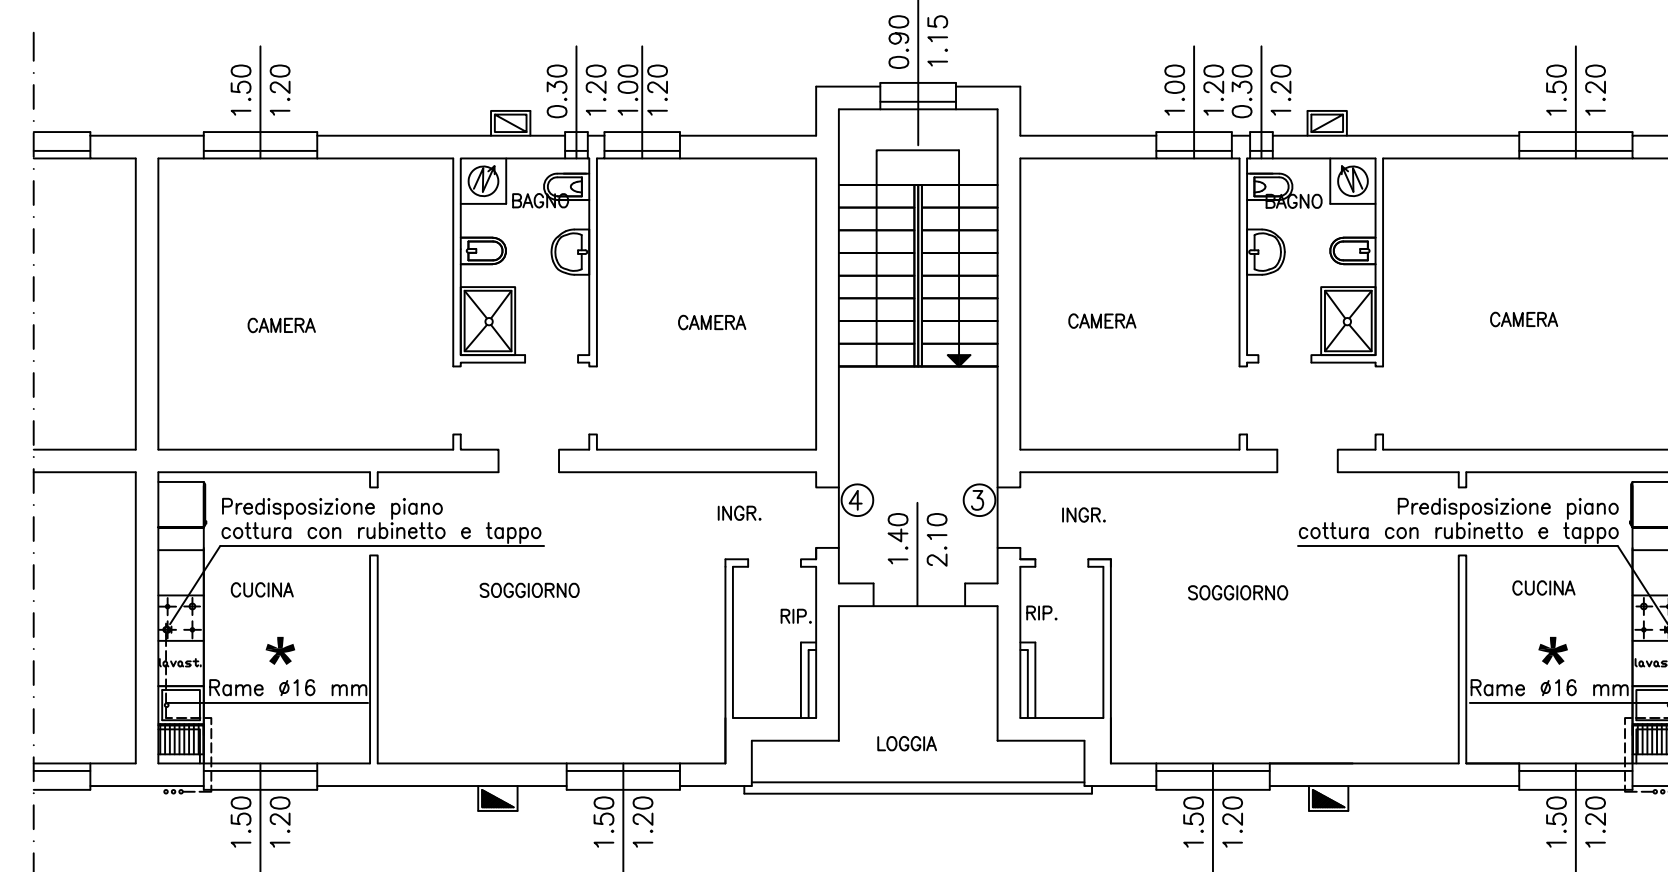 0.90
1.15
1.50
1.20
0.30
1.20
1.00
1.20
1.00
1.20
0.30
1.20
1.50
1.20
BAGNO
BAGNO
CAMERA
CAMERA
CAMERA
CAMERA
4
3
Predisposizione piano
cottura con rubinetto e tappo
INGR.
1.40
2.10
INGR.
Predisposizione piano
cottura con rubinetto e tappo
CUCINA
SOGGIORNO
RIP.
RIP.
SOGGIORNO
CUCINA
*
*
lavast.
lavast
Rame ø16 mm
Rame ø16 mm
LOGGIA
1.50
1.20
1.50
1.20
1.50
1.20
1.50
1.20